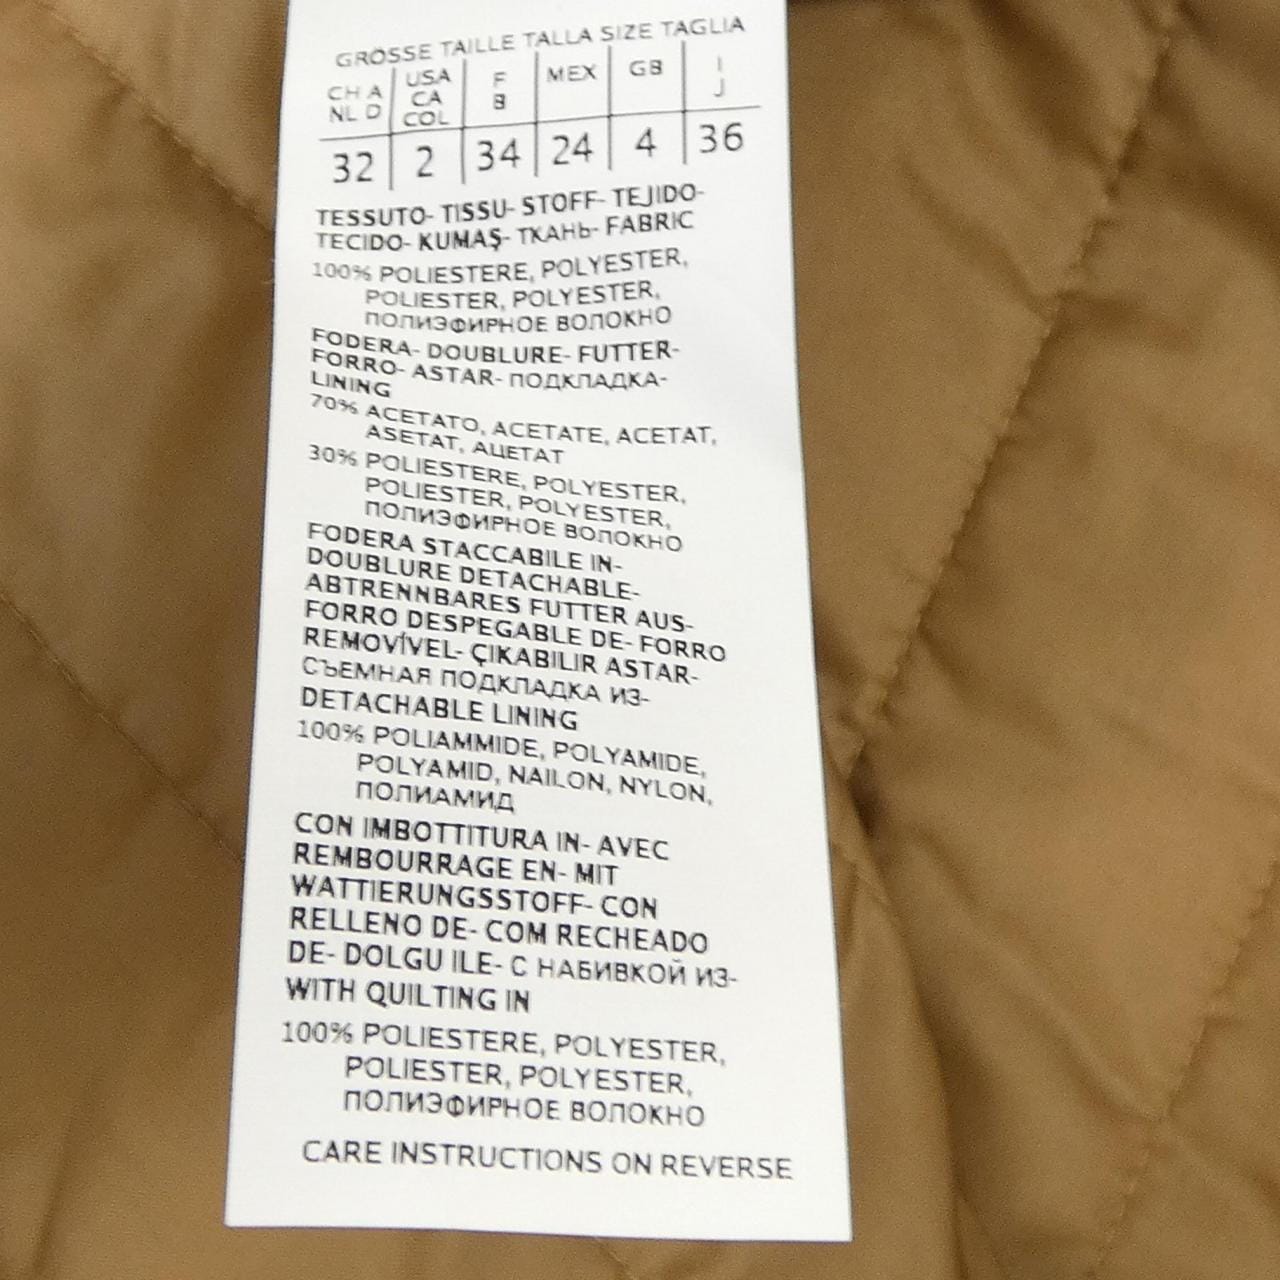 GRÖSSE TAILLE TALLA SIZE TAGLIA
CH A NL D USA CA COL F B MEX GB I J
32 2 34 24 4 36
TESSUTO- TISSU- STOFF- TEJIDO-
TECIDO- KUMAŞ- ТКАНЬ- FABRIC
100% POLIESTERE, POLYESTER,
POLIESTER, POLYESTER,
ПОЛИЭФИРНОЕ ВОЛОКНО
FODERA- DOUBLURE- FUTTER-
FORRO- ASTAR- ПОДКЛАДКА-
LINING
70% ACETATO, ACETATE, ACETAT,
ASETAT, АЦЕТАТ
30% POLIESTERE, POLYESTER,
POLIESTER, POLYESTER,
ПОЛИЭФИРНОЕ ВОЛОКНО
FODERA STACCABILE IN-
DOUBLURE DETACHABLE-
ABTRENNBARES FUTTER AUS-
FORRO DESPEGABLE DE- FORRO
REMOVÍVEL- ÇIKABILIR ASTAR-
СЪЕМНАЯ ПОДКЛАДКА ИЗ-
DETACHABLE LINING
100% POLIAMMIDE, POLYAMIDE,
POLYAMID, NAILON, NYLON,
ПОЛИАМИД
CON IMBOTTITURA IN- AVEC
REMBOURRAGE EN- MIT
WATTIERUNGSSTOFF- CON
RELLENO DE- COM RECHEADO
DE- DOLGU ILE- С НАБИВКОЙ ИЗ-
WITH QUILTING IN
100% POLIESTERE, POLYESTER,
POLIESTER, POLYESTER,
ПОЛИЭФИРНОЕ ВОЛОКНО
CARE INSTRUCTIONS ON REVERSE